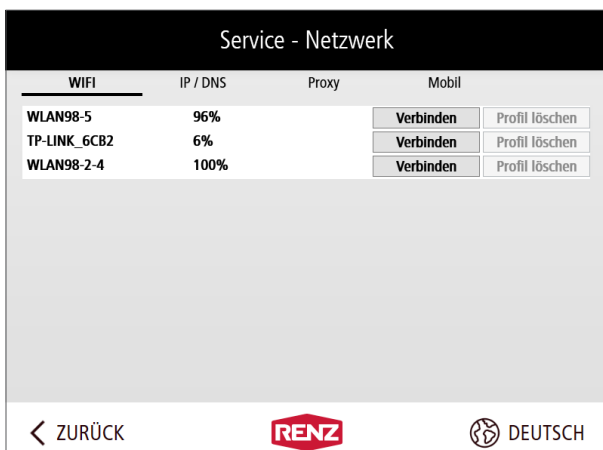 Service - Netzwerk
WIFI IP / DNS Proxy Mobil
WLAN98-5 96% Verbinden Profil löschen
TP-LINK_6CB2 6% Verbinden Profil löschen
WLAN98-2-4 100% Verbinden Profil löschen
ZURÜCK RENZ DEUTSCH